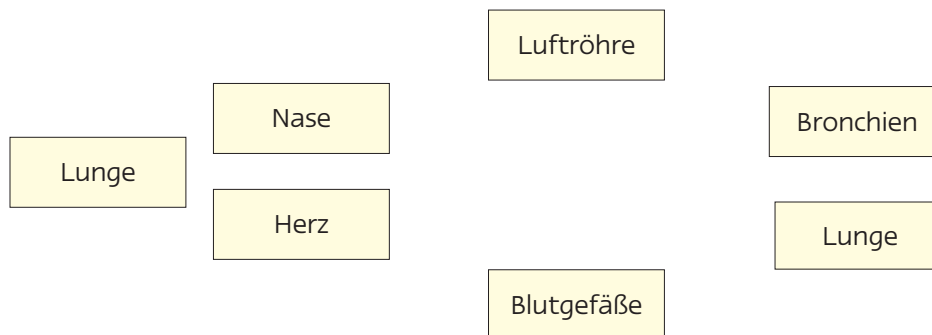 Luftröhre
Nase
Bronchien
Lunge
Herz
Lunge
Blutgefäße